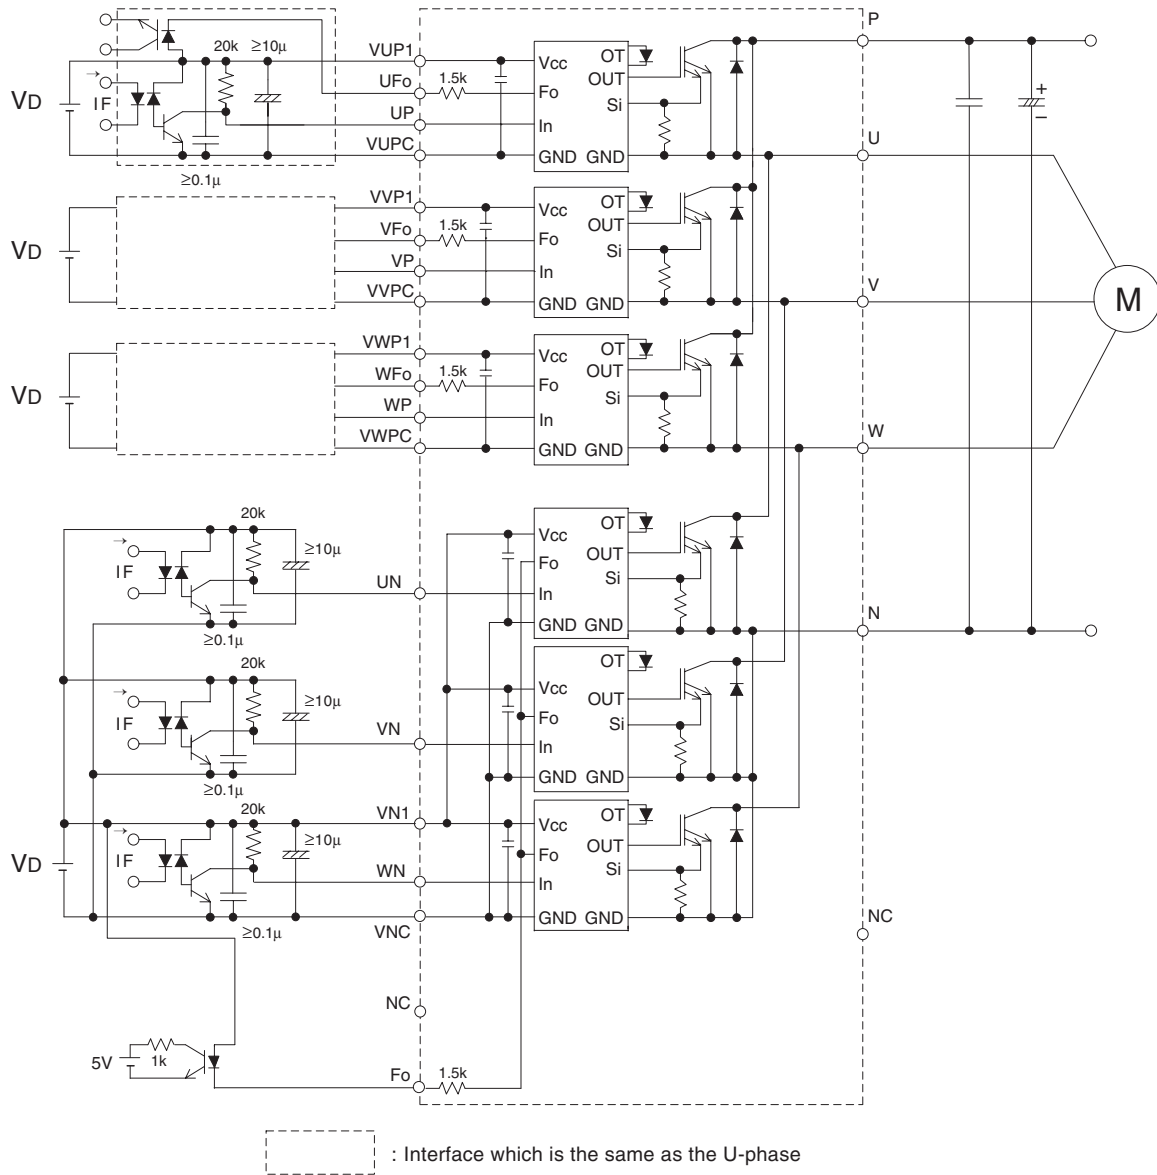 P
20k ≥10μ
VUP1
Vcc
OT
OUT
Si
UFo 1.5k
Fo
VD
IF
UP
In
VUPC
GND GND
U
≥0.1μ
VVP1
Vcc
OT
OUT
VFo 1.5k
Fo
Si
VD
VP
In
VVPC
GND GND
V
M
VWP1
Vcc
OT
OUT
WFo 1.5k
Fo
Si
VD
WP
In
VWPC
GND GND
W
20k
≥10μ
IF
≥0.1μ
UN
Vcc
OT
OUT
Fo
Si
In
GND GND
N
20k
≥10μ
IF
≥0.1μ
VN
Vcc
OT
OUT
Fo
Si
In
GND GND
20k
≥10μ
VN1
Vcc
OT
OUT
VD
IF
Fo
Si
WN
In
≥0.1μ
VNC
GND GND
NC
NC
5V
1k
Fo 1.5k
: Interface which is the same as the U-phase